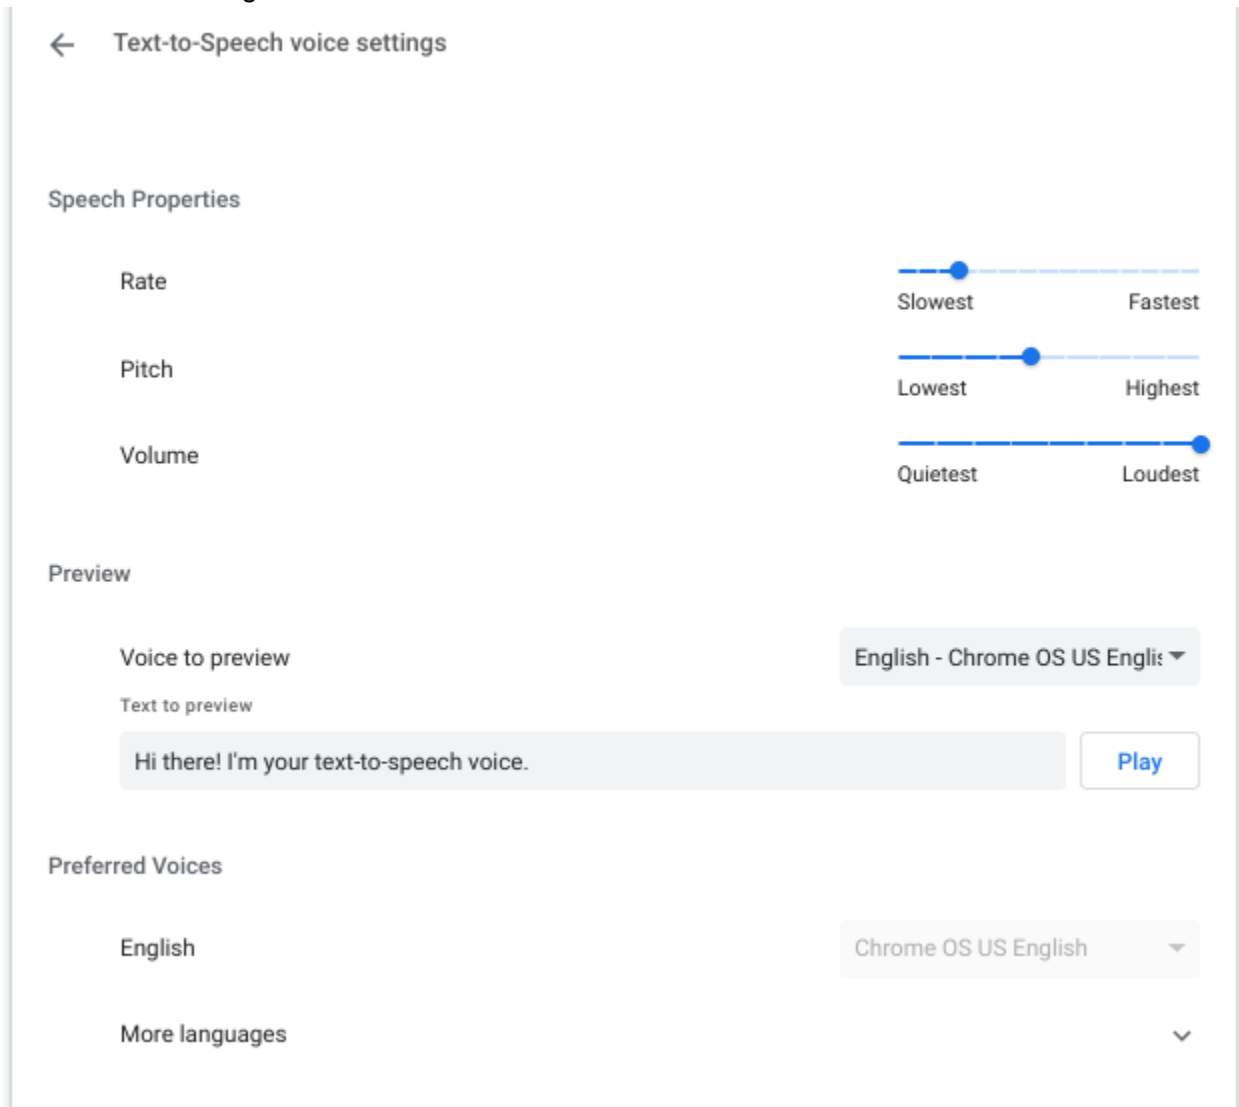 Text-to-Speech voice settings
Speech Properties
Rate
Slowest Fastest
Pitch
Lowest Highest
Volume
Quietest Loudest
Preview
Voice to preview English - Chrome OS US Englis
Text to preview
Hi there! I'm your text-to-speech voice. Play
Preferred Voices
English Chrome OS US English
More languages